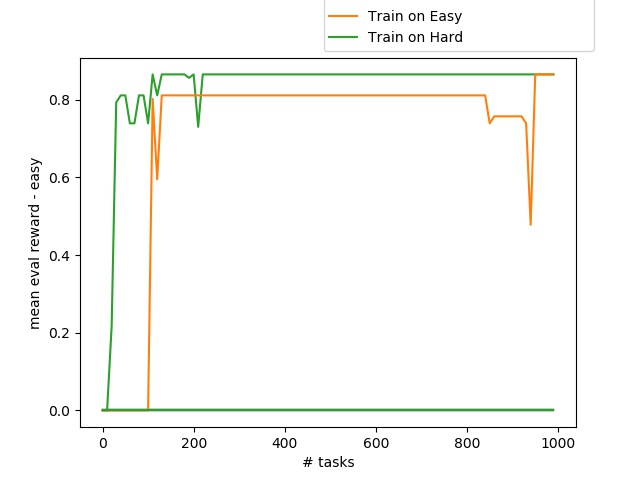 Train on Easy
Train on Hard
0.8
0.6
0.4
0.2
0.0
mean eval reward - easy
0 200 400 600 800 1000
# tasks